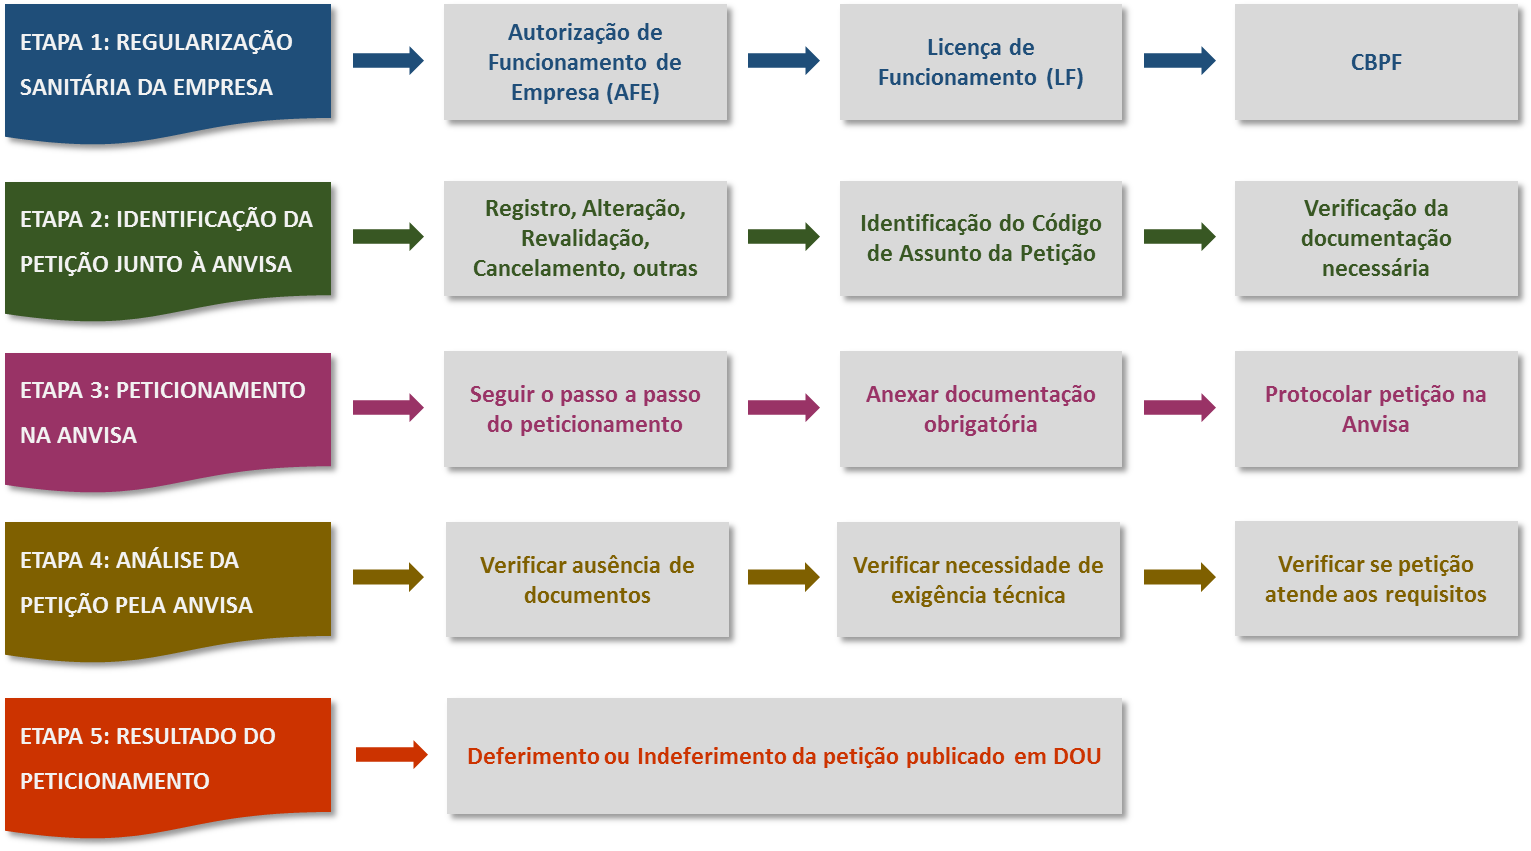 ETAPA 1: REGULARIZAÇÃO
SANITÁRIA DA EMPRESA
Autorização de
Funcionamento de
Empresa (AFE)
Licença de
Funcionamento (LF)
CBPF
ETAPA 2: IDENTIFICAÇÃO DA
PETIÇÃO JUNTO À ANVISA
Registro, Alteração,
Revalidação,
Cancelamento, outras
Identificação do Código
de Assunto da Petição
Verificação da
documentação
necessária
ETAPA 3: PETICIONAMENTO
NA ANVISA
Seguir o passo a passo
do peticionamento
Anexar documentação
obrigatória
Protocolar petição na
Anvisa
ETAPA 4: ANÁLISE DA
PETIÇÃO PELA ANVISA
Verificar ausência de
documentos
Verificar necessidade de
exigência técnica
Verificar se petição
atende aos requisitos
ETAPA 5: RESULTADO DO
PETICIONAMENTO
Deferimento ou Indeferimento da petição publicado em DOU